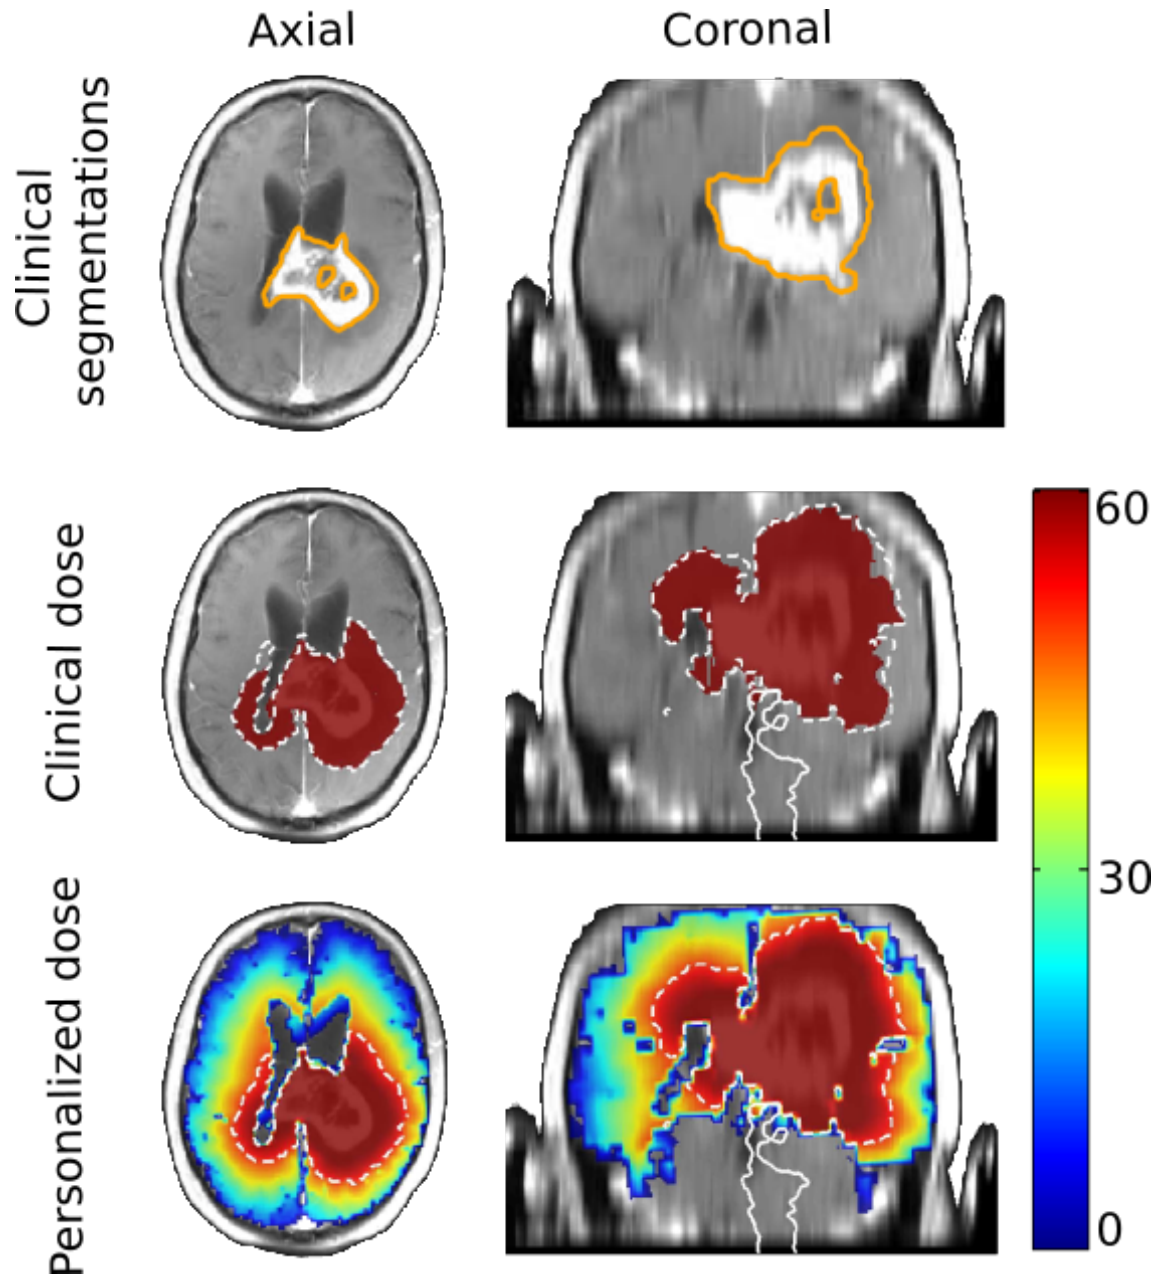 Axial
Coronal
Clinical
segmentations
Clinical dose
60
30
Personalized dose
0